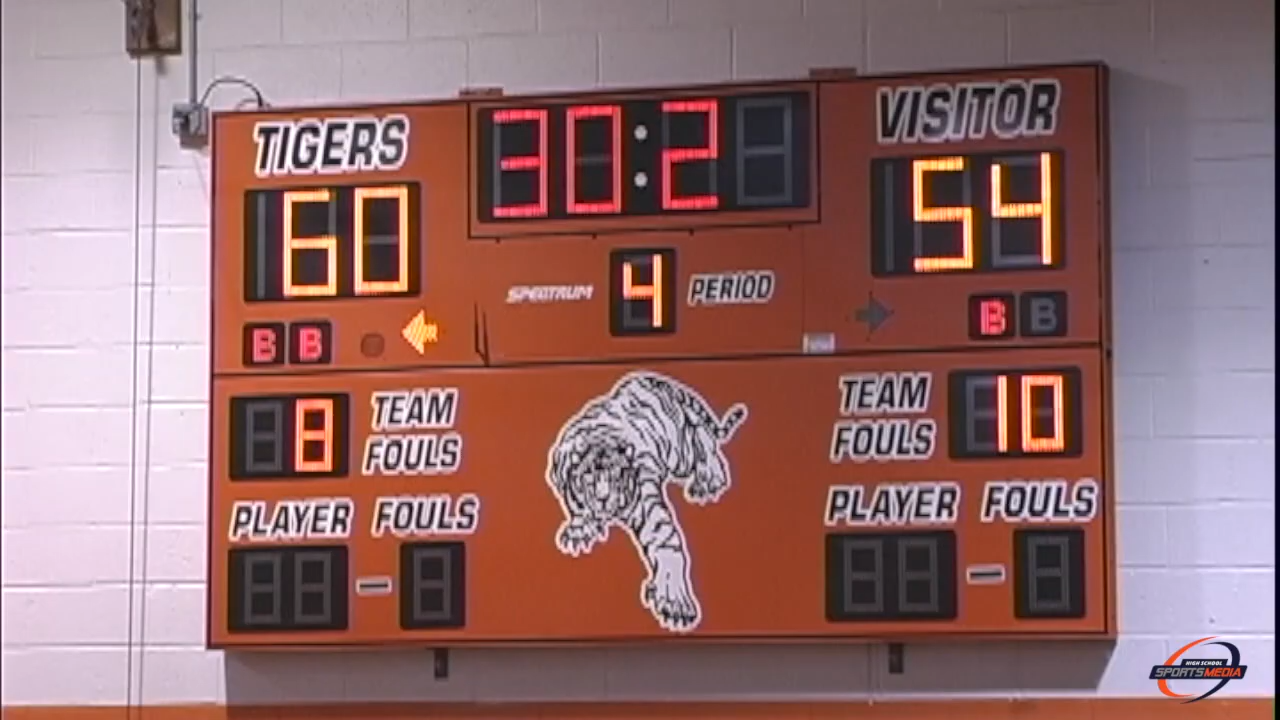 TIGERS
30:2
VISITOR
60
54
SPECTRUM
4
PERIOD
B B
B B
8
TEAM
FOULS
TEAM
FOULS
10
PLAYER FOULS
PLAYER FOULS
HIGH SCHOOL
SPORTSMEDIA